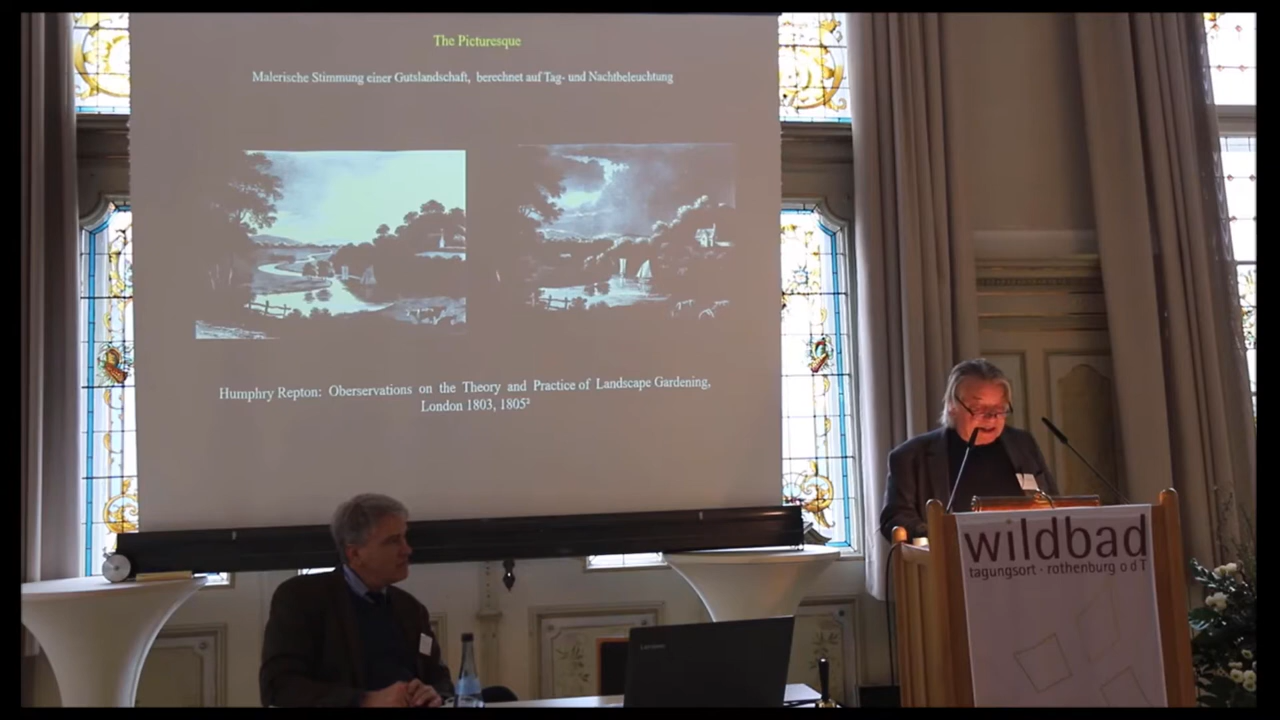 The Picturesque
Malerische Stimmung einer Gutslandschaft, berechnet auf Tag- und Nachtbeleuchtung
Humphry Repton: Oberservations on the Theory and Practice of Landscape Gardening,
London 1803, 1805²
wildbad
tagungsort · rothenburg o d T
Lenovo